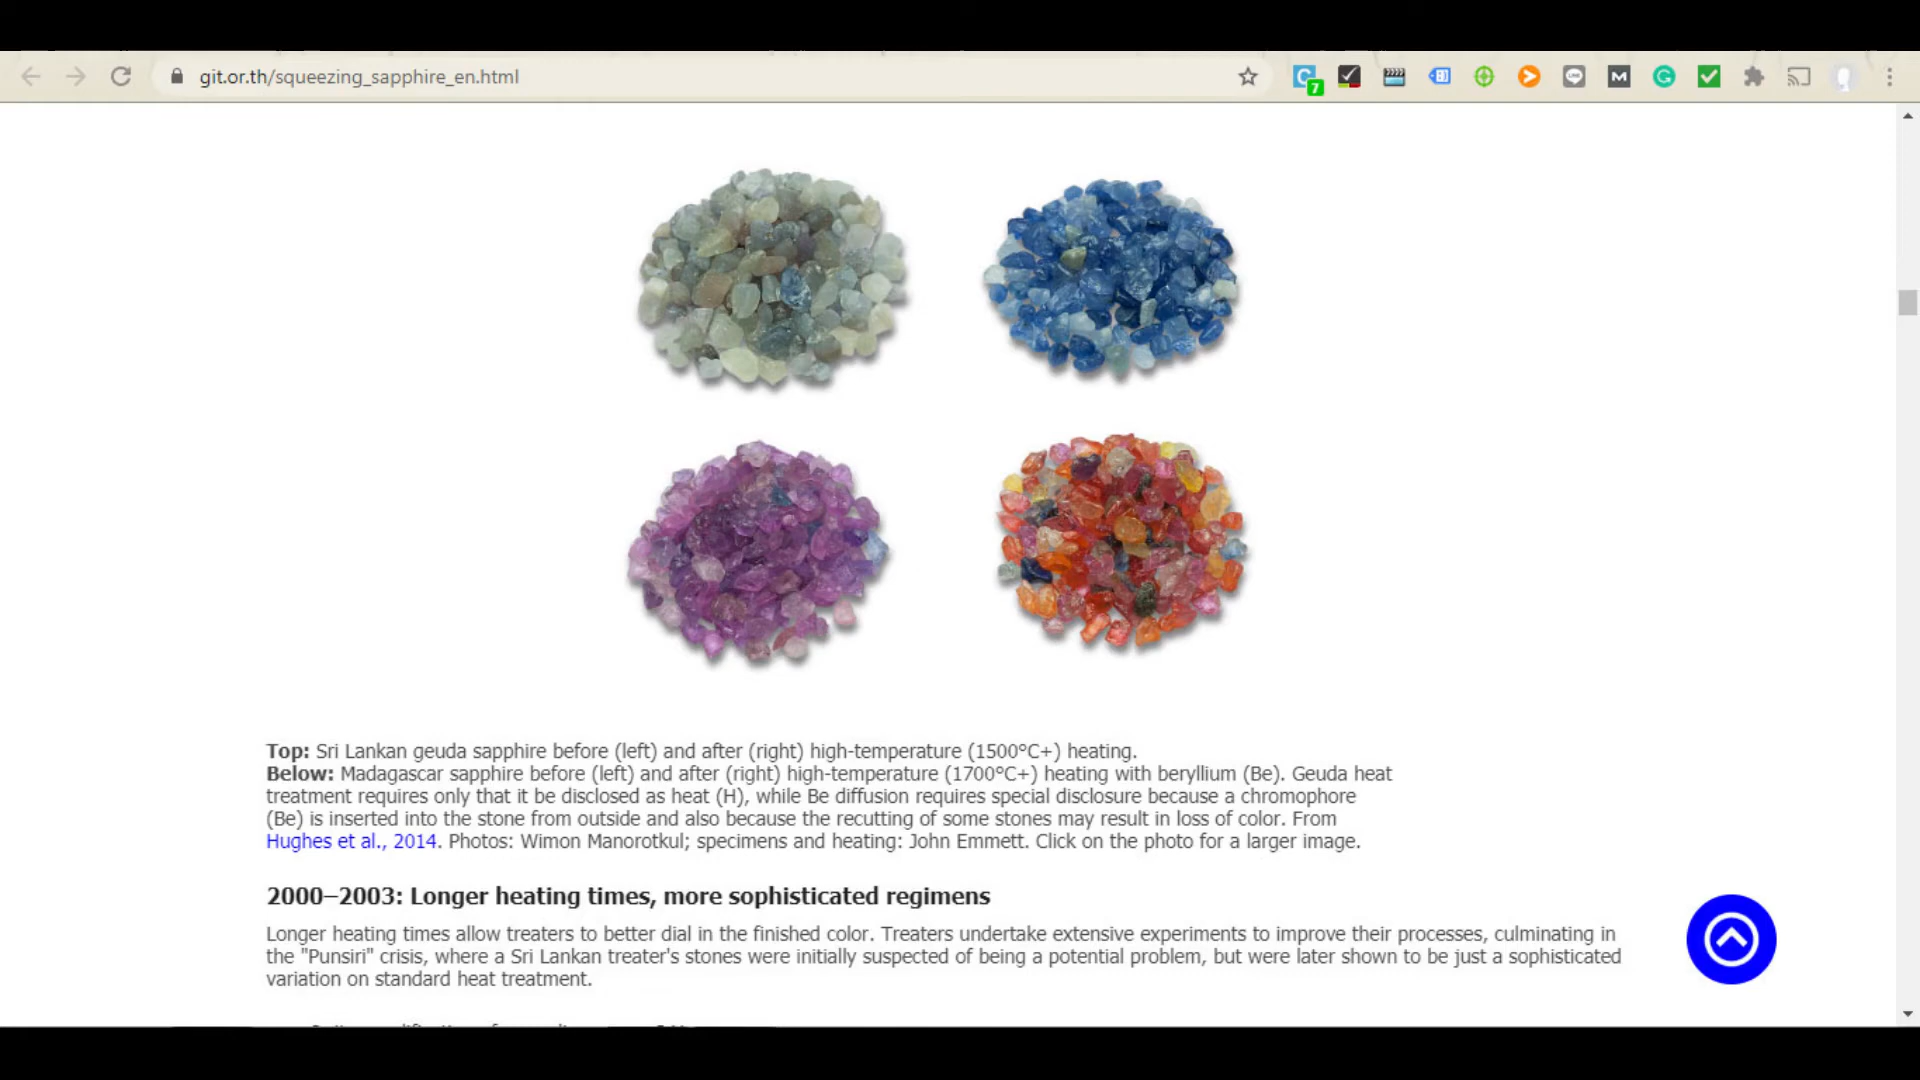 git.or.th/squeezing_sapphire_en.html
7
Top: Sri Lankan geuda sapphire before (left) and after (right) high-temperature (1500°C+) heating.
Below: Madagascar sapphire before (left) and after (right) high-temperature (1700°C+) heating with beryllium (Be). Geuda heat
treatment requires only that it be disclosed as heat (H), while Be diffusion requires special disclosure because a chromophore
(Be) is inserted into the stone from outside and also because the recutting of some stones may result in loss of color. From
Hughes et al., 2014. Photos: Wimon Manorotkul; specimens and heating: John Emmett. Click on the photo for a larger image.
2000–2003: Longer heating times, more sophisticated regimens
Longer heating times allow treaters to better dial in the finished color. Treaters undertake extensive experiments to improve their processes, culminating in
the "Punsiri" crisis, where a Sri Lankan treater's stones were initially suspected of being a potential problem, but were later shown to be just a sophisticated
variation on standard heat treatment.